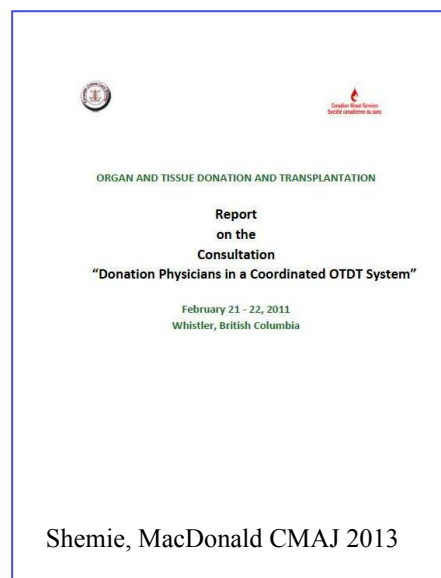 Canadian Blood Services
Société canadienne du sang
ORGAN AND TISSUE DONATION AND TRANSPLANTATION
Report
on the
Consultation
“Donation Physicians in a Coordinated OTDT System”
February 21 - 22, 2011
Whistler, British Columbia
Shemie, MacDonald CMAJ 2013